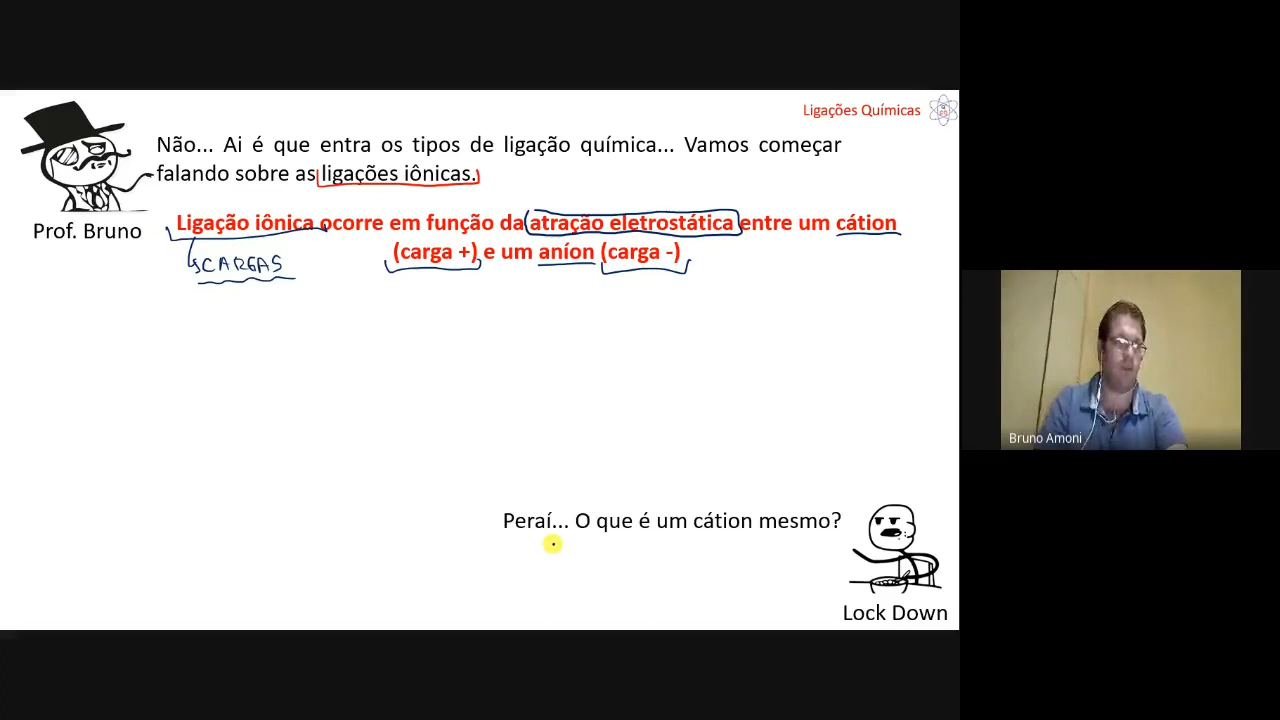 Ligações Químicas
Não... Ai é que entra os tipos de ligação química... Vamos começar
falando sobre as ligações iônicas.
Prof. Bruno
Ligação iônica ocorre em função da atração eletrostática entre um cátion
(carga +) e um aníon (carga -)
CARGAS
Bruno Amoni
Peraí... O que é um cátion mesmo?
Lock Down